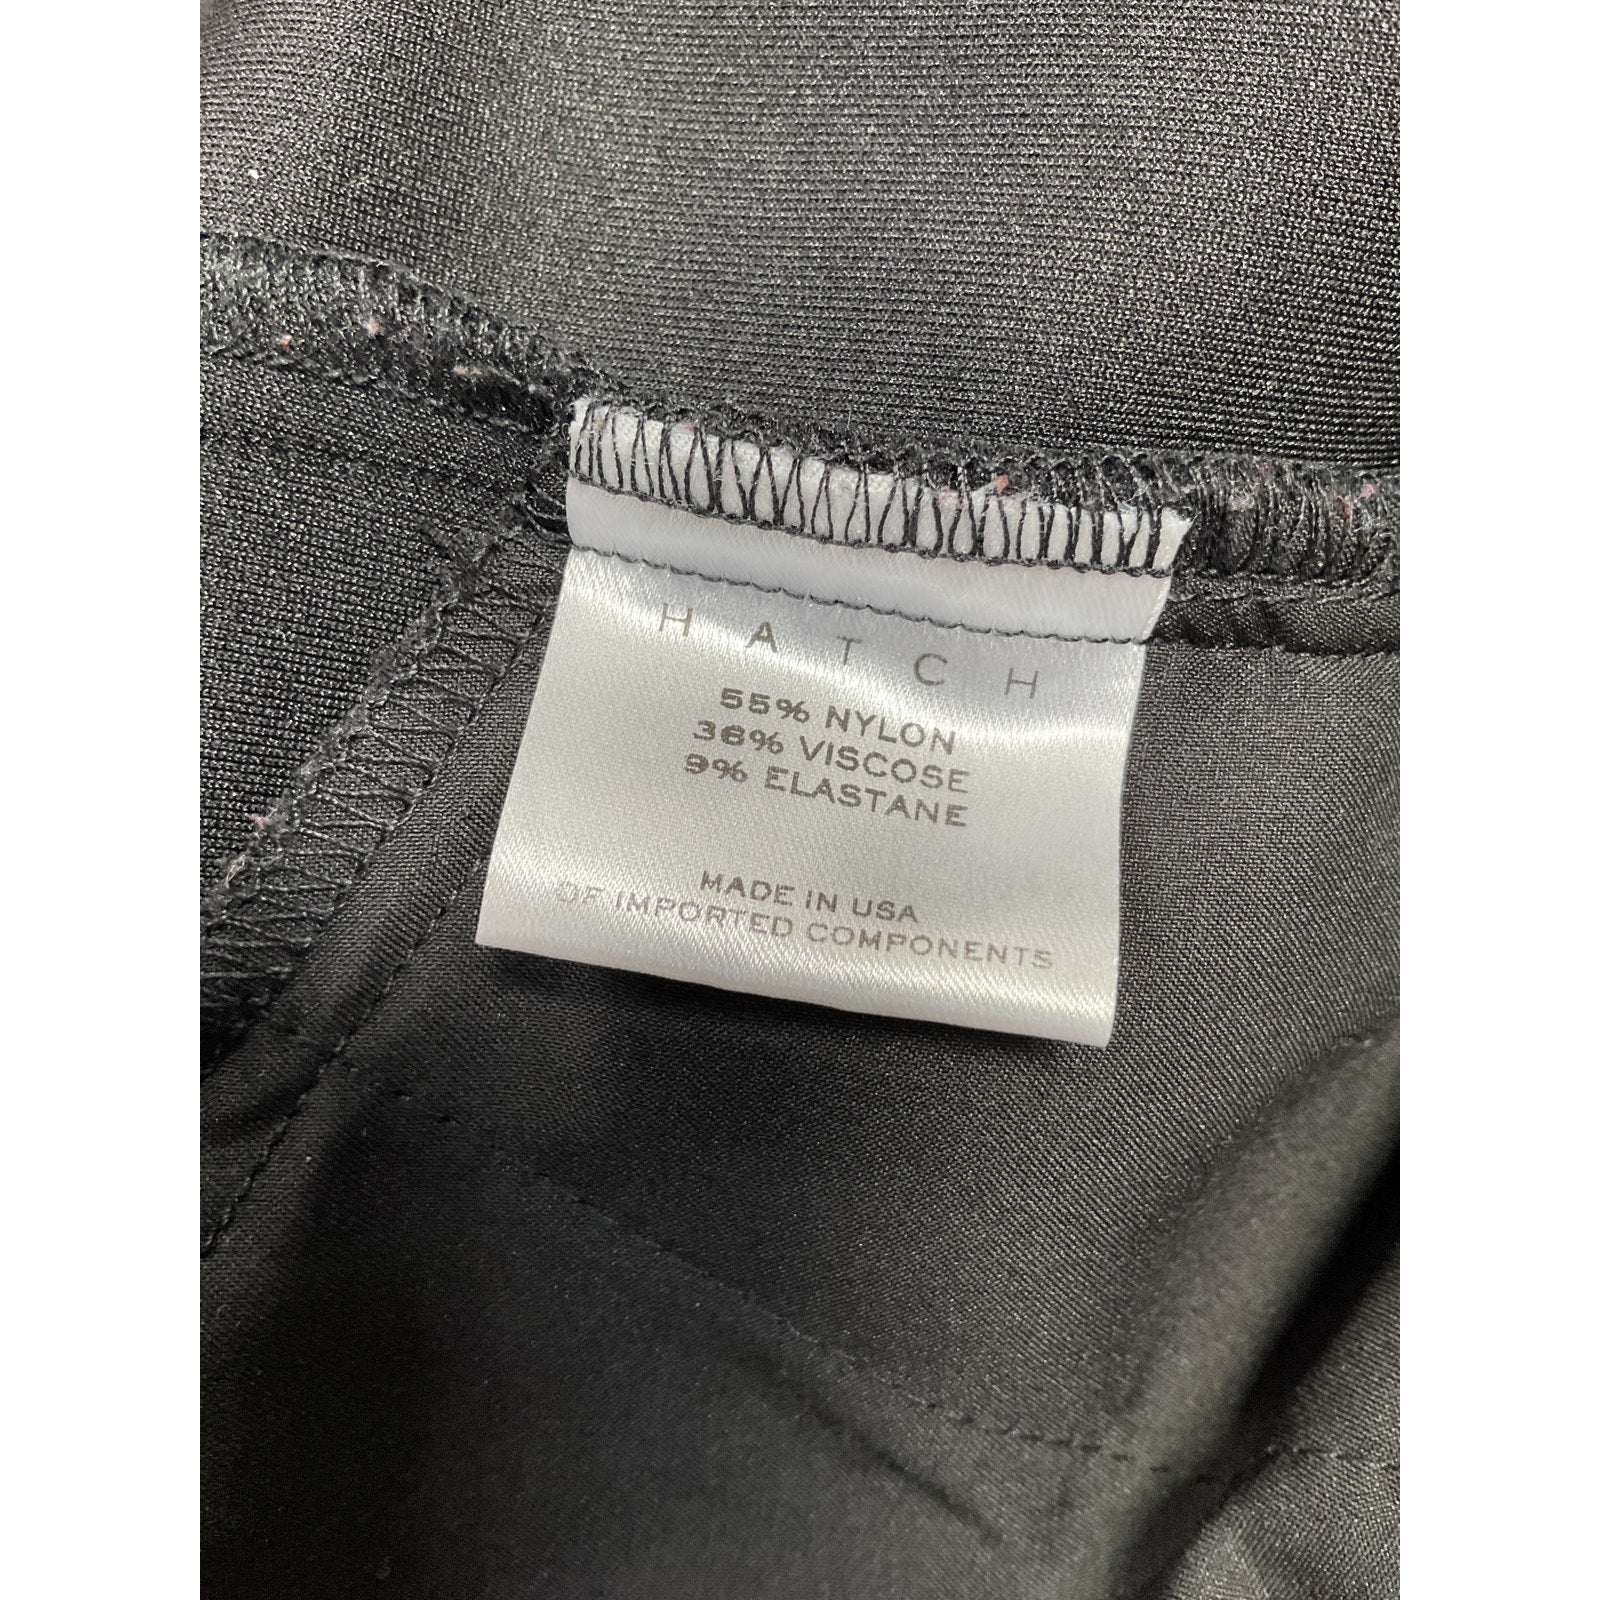 HATCH
55% NYLON
36% VISCOSE
9% ELASTANE
MADE IN USA
OF IMPORTED COMPONENTS